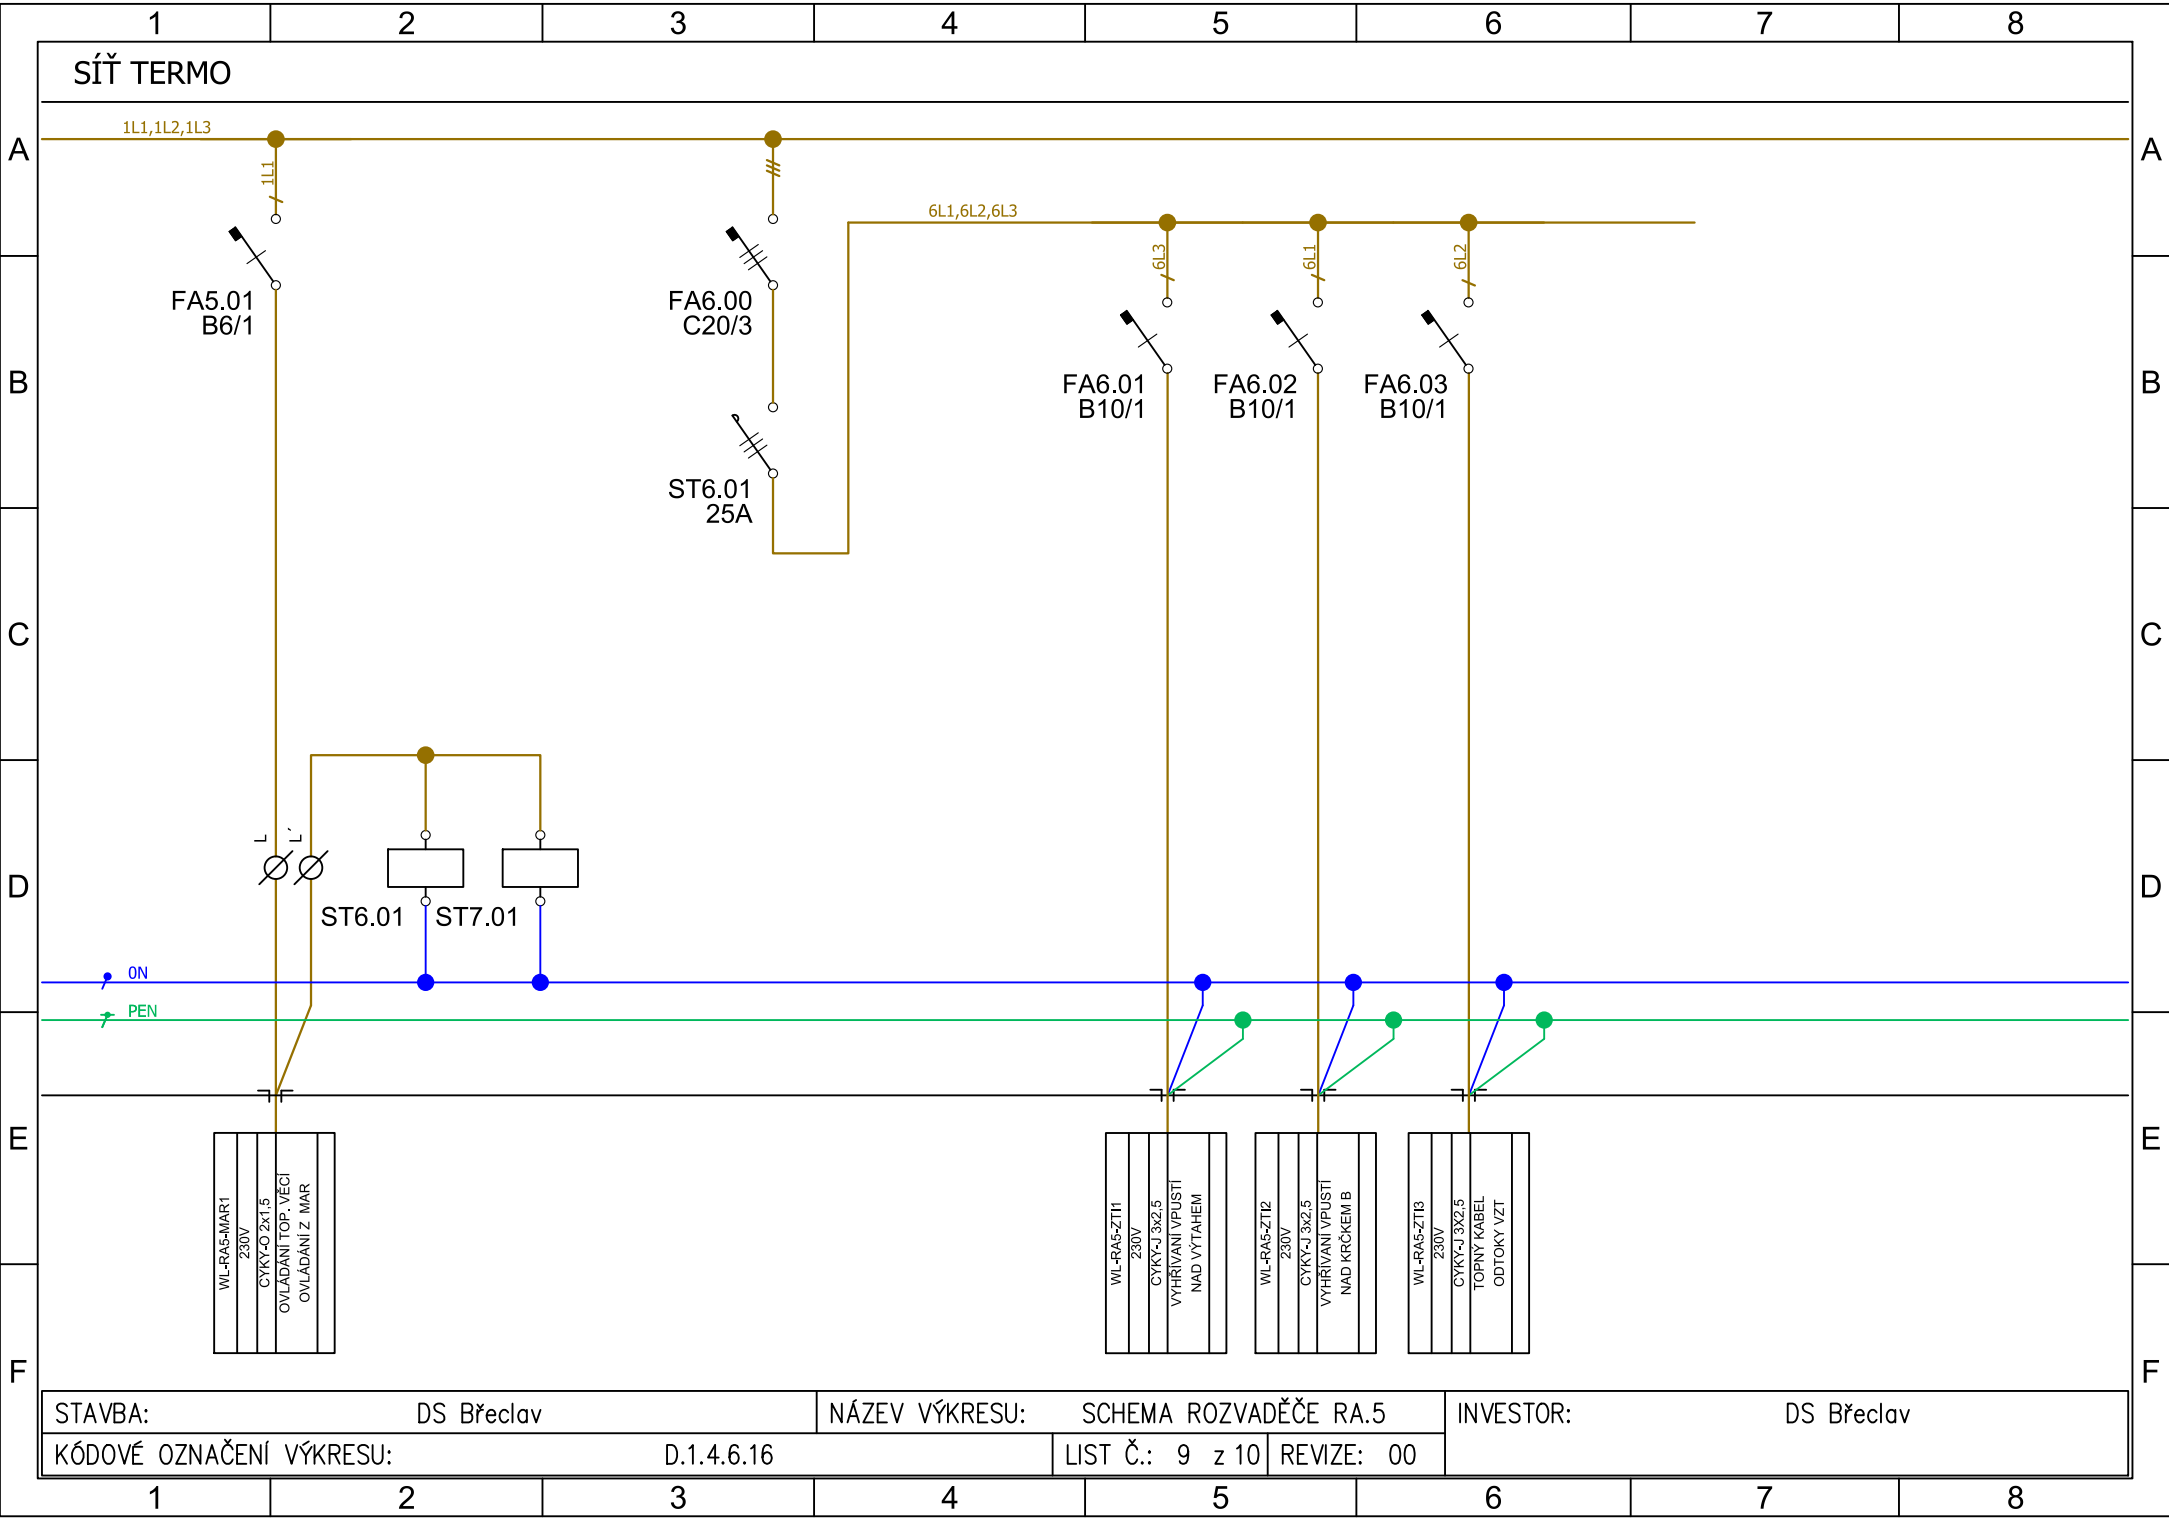 1 2 3 4 5 6 7 8
SÍŤ TERMO
1L1,1L2,1L3
A A
1L1
6L1,6L2,6L3
6L3 6L1 6L2
FA5.01
B6/1
FA6.00
C20/3
FA6.01
B10/1
FA6.02
B10/1
FA6.03
B10/1
B B
ST6.01
25A
C C
L L´
D D
ST6.01 ST7.01
0N
PEN
E E
WL-RA5-MAR1
230V
CYKY-O 2x1,5
OVLÁDÁNÍ TOP. VĚCÍ
OVLÁDÁNÍ Z MAR
WL-RA5-ZTI1
230V
CYKY-J 3x2,5
VYHŘÍVANÍ VPUSTÍ
NAD VÝTAHEM
WL-RA5-ZTI2
230V
CYKY-J 3x2,5
VYHŘÍVANÍ VPUSTÍ
NAD KRČKEM B
WL-RA5-ZTI3
230V
CYKY-J 3X2,5
TOPNÝ KABEL
ODTOKY VZT
F F
STAVBA: DS Břeclav NÁZEV VÝKRESU: SCHEMA ROZVADĚČE RA.5 INVESTOR: DS Břeclav
KÓDOVÉ OZNAČENÍ VÝKRESU: D.1.4.6.16 LIST Č.: 9 z 10 REVIZE: 00
1 2 3 4 5 6 7 8